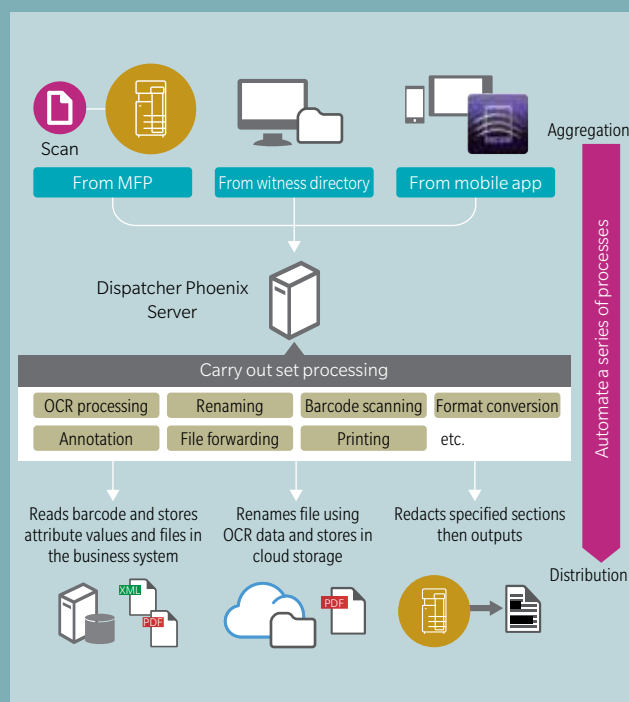 Scan
Aggregation
From MFP
From witness directory
From mobile app
Dispatcher Phoenix
Server
Automate a series of processes
Carry out set processing
OCR processing
Renaming
Barcode scanning
Format conversion
Annotation
File forwarding
Printing
etc.
Reads barcode and stores
attribute values and files in
the business system
Renames file using
OCR data and stores in
cloud storage
Redacts specified sections
then outputs
Distribution
XML
PDF
PDF